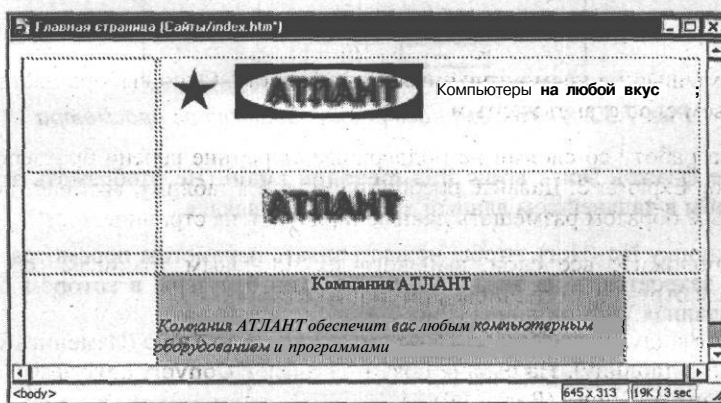 Главная страница (Сайты/index.htm*)
АТЛАНТ Компьютеры на любой вкус ;
АТЛАНТ
Компания АТЛАНТ
Компания АТЛАНТ обеспечит вас любым компьютерным
оборудованием и программами
<body> 645 x 313 19K / 3 sec